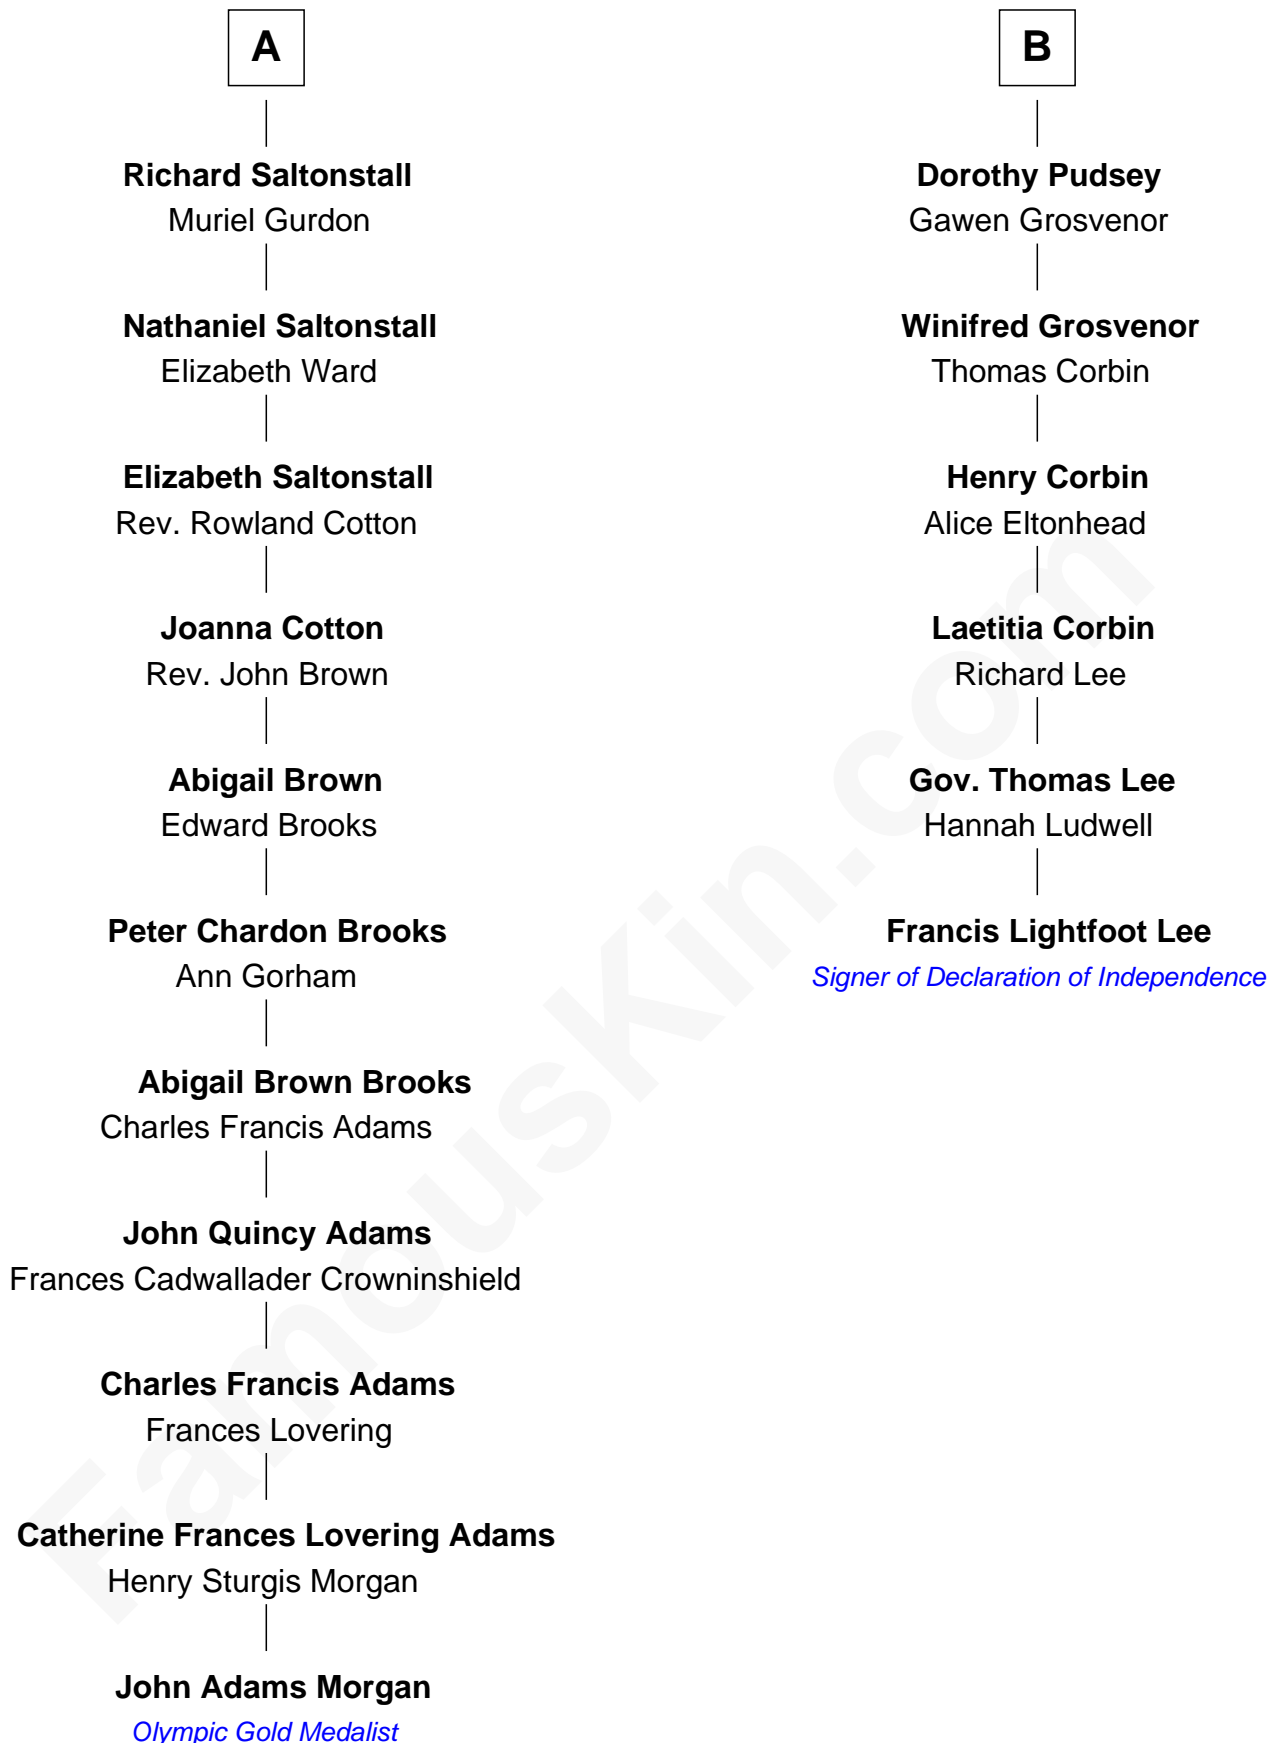 A
Richard Saltonstall
Muriel Gurdon
Nathaniel Saltonstall
Elizabeth Ward
Elizabeth Saltonstall
Rev. Rowland Cotton
Joanna Cotton
Rev. John Brown
Abigail Brown
Edward Brooks
Peter Chardon Brooks
Ann Gorham
Abigail Brown Brooks
Charles Francis Adams
John Quincy Adams
Frances Cadwallader Crowninshield
Charles Francis Adams
Frances Lovering
Catherine Frances Lovering Adams
Henry Sturgis Morgan
John Adams Morgan
Olympic Gold Medalist
B
Dorothy Pudsey
Gawen Grosvenor
Winifred Grosvenor
Thomas Corbin
Henry Corbin
Alice Eltonhead
Laetitia Corbin
Richard Lee
Gov. Thomas Lee
Hannah Ludwell
Francis Lightfoot Lee
Signer of Declaration of Independence
FamousKin.com